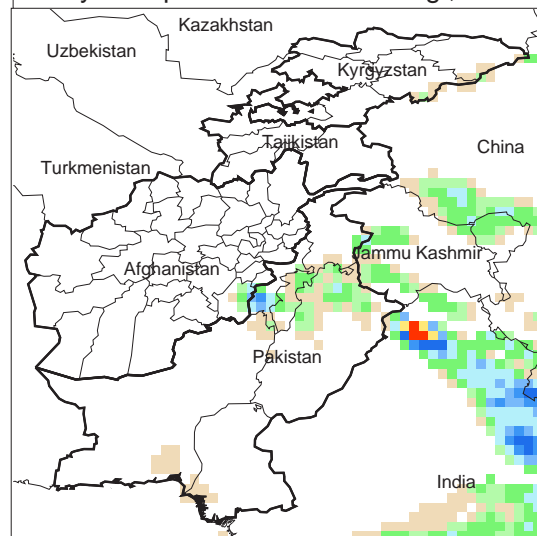 Kazakhstan
Uzbekistan
Kyrgyzstan
Tajikistan
China
Turkmenistan
Jammu Kashmir
Afghanistan
Pakistan
India